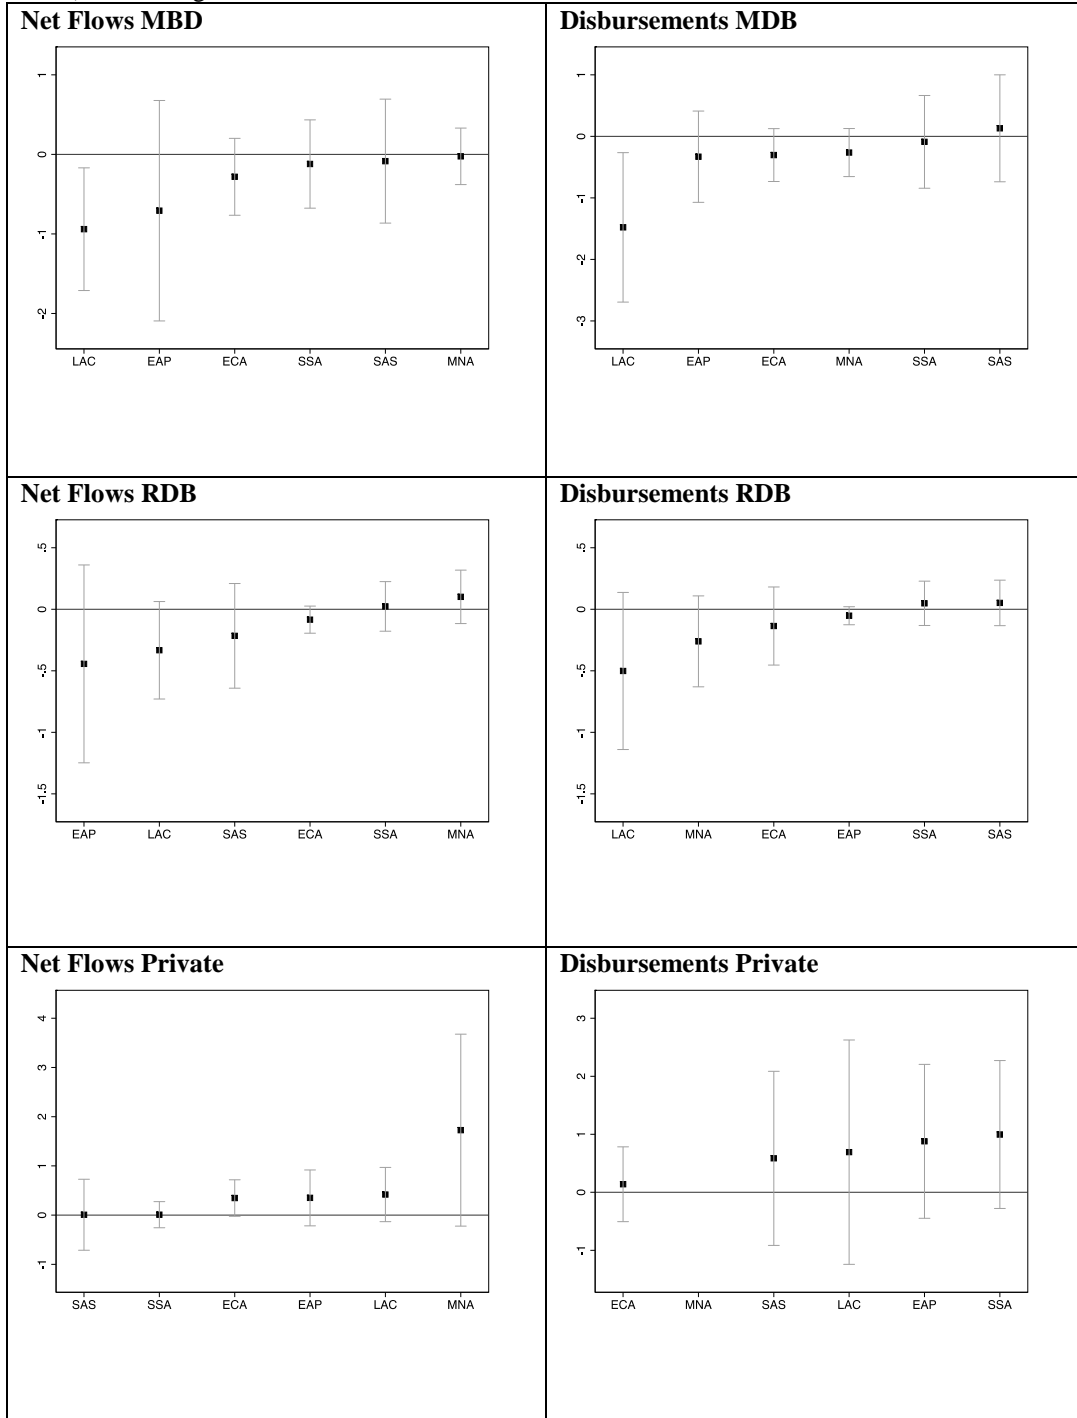 Net Flows MBD
1
0
-1
-2
LAC EAP ECA SSA SAS MNA
Disbursements MDB
1
0
-1
-2
-3
LAC EAP ECA MNA SSA SAS
Net Flows RDB
.5
0
-.5
-1
-1.5
EAP LAC SAS ECA SSA MNA
Disbursements RDB
.5
0
-.5
-1
-1.5
LAC MNA ECA EAP SSA SAS
Net Flows Private
4
3
2
1
0
-1
SAS SSA ECA EAP LAC MNA
Disbursements Private
3
2
1
0
-1
ECA MNA SAS LAC EAP SSA